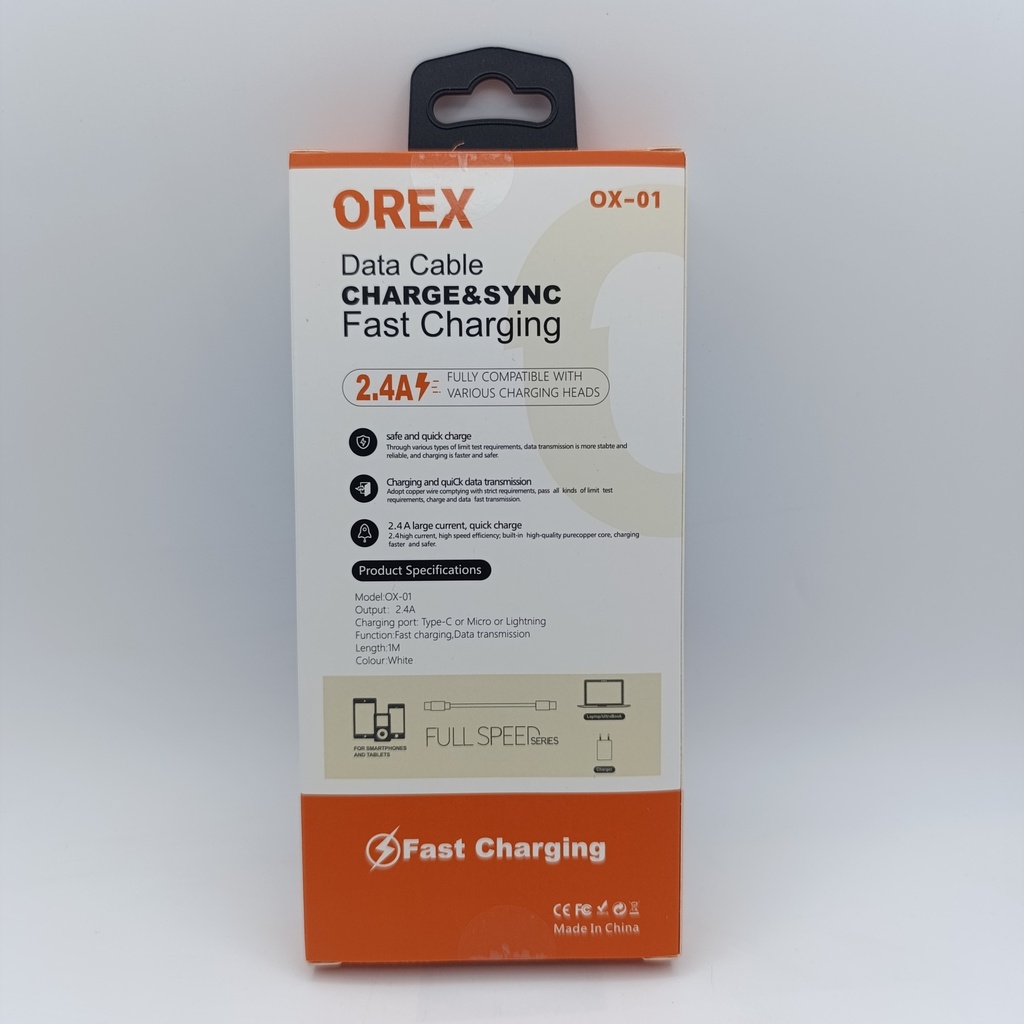 OREX
OX-01
Data Cable
CHARGE&SYNC
Fast Charging
2.4A
FULLY COMPATIBLE WITH
VARIOUS CHARGING HEADS
safe and quick charge
Through various types of limit test requirements, data transmission is more stabte and
reliable, and charging is faster and safer.
Charging and quiCk data transmission
Adopt copper wire comptying with strict requirements, pass all kinds of limit test
requirements, charge and data fast transmission.
2.4 A large current, quick charge
2.4 high current, high speed efficiency; built-in high-quality purecopper core, charging
faster and safer.
Product Specifications
Model:OX-01
Output: 2.4A
Charging port: Type-C or Micro or Lightning
Function:Fast charging,Data transmission
Length:1M
Colour:White
FOR SMARTPHONES
AND TABLETS
FULL SPEED SERIES
Charger
Fast Charging
CE FC
Made In China